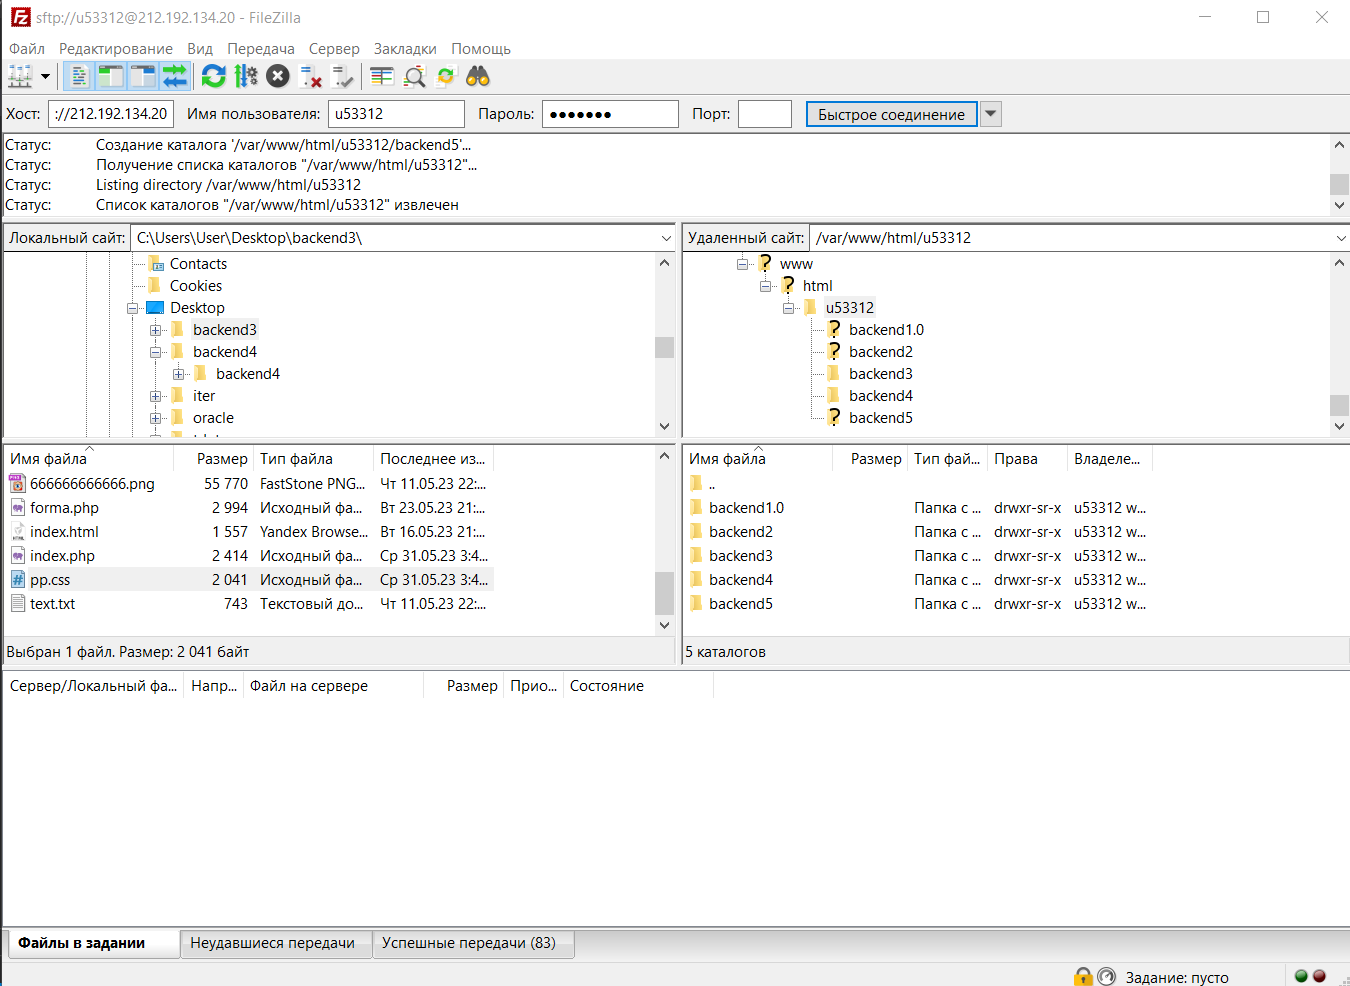 sftp://u53312@212.192.134.20 - FileZilla
Файл Редактирование Вид Передача Сервер Закладки Помощь
Хост: ://212.192.134.20 Имя пользователя: u53312 Пароль: ●●●●●●● Порт: Быстрое соединение
Статус: Создание каталога '/var/www/html/u53312/backend5'...
Статус: Получение списка каталогов "/var/www/html/u53312"...
Статус: Listing directory /var/www/html/u53312
Статус: Список каталогов "/var/www/html/u53312" извлечен
Локальный сайт: C:\Users\User\Desktop\backend3\
Contacts
Cookies
Desktop
backend3
backend4
backend4
iter
oracle
Удаленный сайт: /var/www/html/u53312
www
html
u53312
backend1.0
backend2
backend3
backend4
backend5
Имя файла Размер Тип файла Последнее из...
666666666666.png 55 770 FastStone PNG... Чт 11.05.23 22:...
forma.php 2 994 Исходный фа... Вт 23.05.23 21:...
index.html 1 557 Yandex Browse... Вт 16.05.23 21:...
index.php 2 414 Исходный фа... Ср 31.05.23 3:4...
pp.css 2 041 Исходный фа... Ср 31.05.23 3:4...
text.txt 743 Текстовый до... Чт 11.05.23 22:...
Выбран 1 файл. Размер: 2 041 байт
Имя файла Размер Тип фай... Права Владеле...
..
backend1.0 Папка с ... drwxr-sr-x u53312 w...
backend2 Папка с ... drwxr-sr-x u53312 w...
backend3 Папка с ... drwxr-sr-x u53312 w...
backend4 Папка с ... drwxr-sr-x u53312 w...
backend5 Папка с ... drwxr-sr-x u53312 w...
5 каталогов
Сервер/Локальный фа... Напр... Файл на сервере Размер Прио... Состояние
Файлы в задании Неудавшиеся передачи Успешные передачи (83)
Задание: пусто